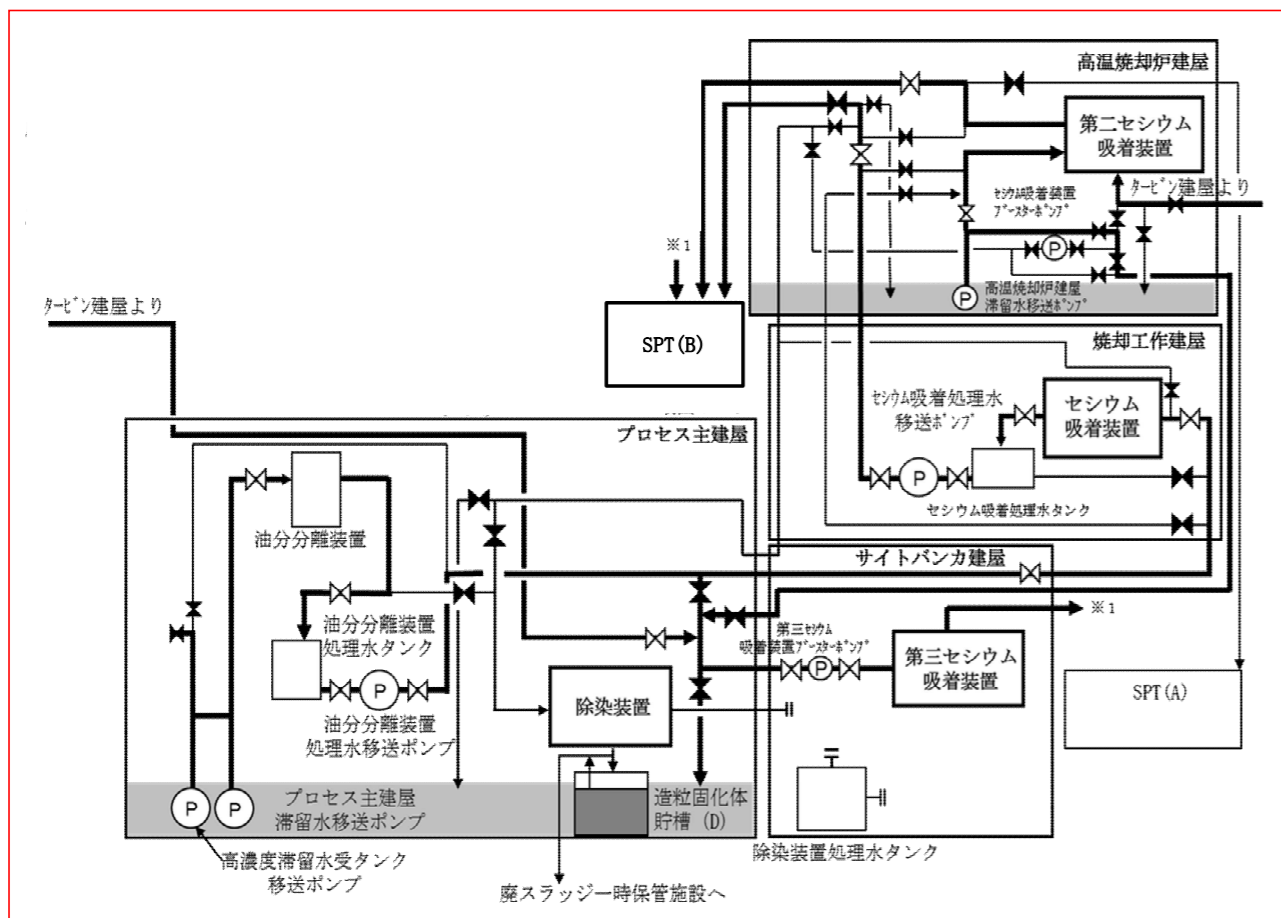 高温焼却炉建屋
第二セシウム
吸着装置
タービン建屋より
セシウム吸着装置
ブースターポンプ
※1
P
高温焼却炉建屋
滞留水移送ポンプ
P
タービン建屋より
SPT(B)
焼却工作建屋
セシウム吸着処理水
移送ポンプ
セシウム
吸着装置
P
セシウム吸着処理水タンク
プロセス主建屋
油分分離装置
サイトバンカ建屋
※1
油分分離装置
処理水タンク
第三セシウム
吸着装置ブースターポンプ
P
第三セシウム
吸着装置
P
油分分離装置
処理水移送ポンプ
除染装置
SPT(A)
プロセス主建屋
滞留水移送ポンプ
P
P
造粒固化体
貯槽(D)
高濃度滞留水受タンク
移送ポンプ
除染装置処理水タンク
廃スラッジ一時保管施設へ